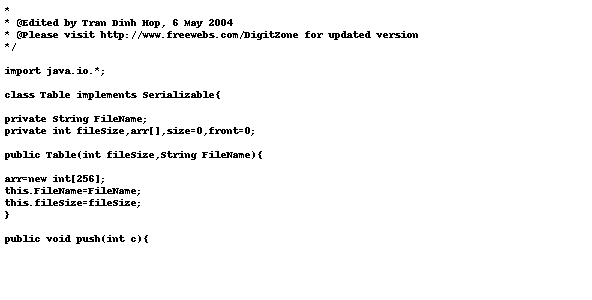 *
* @Edited by Tran Dinh Hop, 6 May 2004
* @Please visit http://www.freewebs.com/DigitZone for updated version
*/
import java.io.*;
class Table implements Serializable{
private String FileName;
private int fileSize,arr[],size=0,front=0;
public Table(int fileSize,String FileName){
arr=new int[256];
this.FileName=FileName;
this.fileSize=fileSize;
}
public void push(int c){